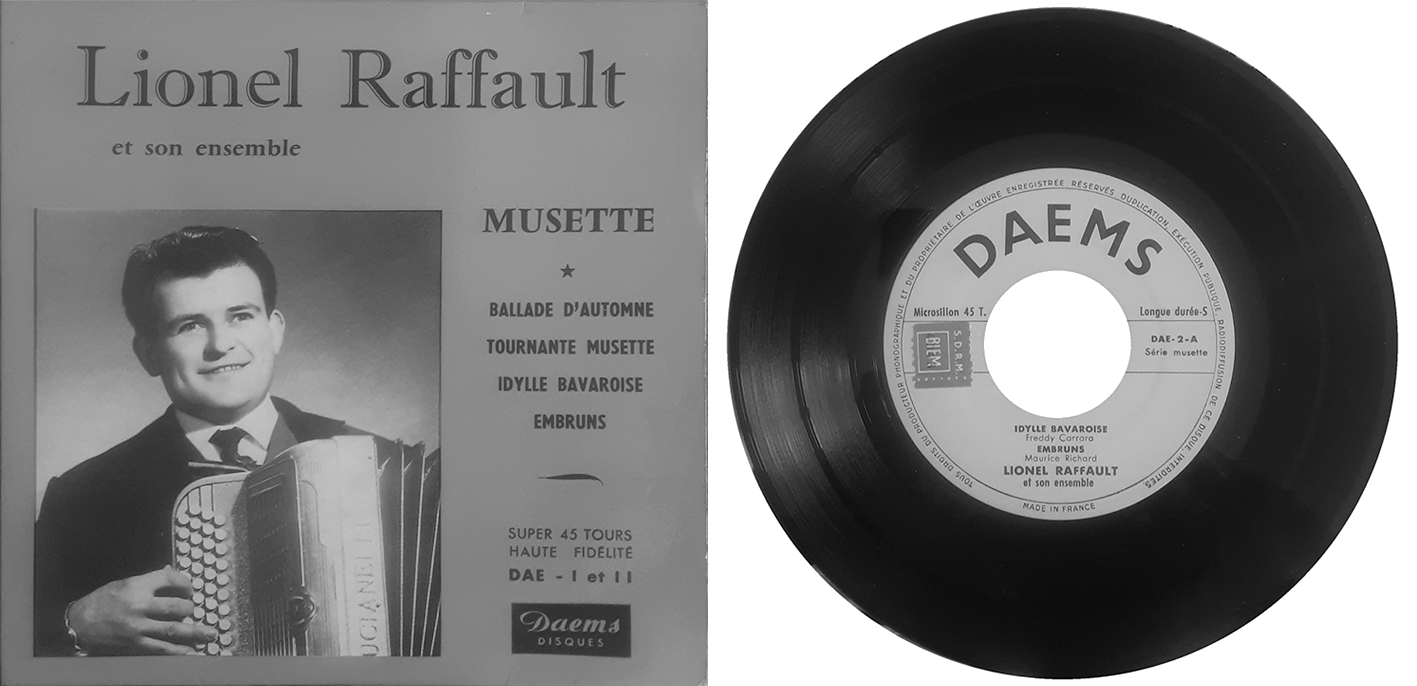 Lionel Raffault
et son ensemble
MUSETTE
BALLADE D'AUTOMNE
TOURNANTE MUSETTE
IDYLLE BAVAROISE
EMBRUNS
SUPER 45 TOURS
HAUTE FIDÉLITÉ
DAE - I et II
Daems
DISQUES
UCIANELLI
TOUS DROITS DU PRODUCTEUR PHONOGRAPHIQUE ET DU PROPRIÉTAIRE DE L'ŒUVRE ENREGISTRÉE RÉSERVÉS DUPLICATION, EXÉCUTION PUBLIQUE, RADIODIFFUSION DE CE DISQUE INTERDITES
DAEMS
Microsillon 45 T.
Longue durée-S
S.D.R.M.
BIEM
DAE-2-A
Série musette
IDYLLE BAVAROISE
Freddy Carrara
EMBRUNS
Maurice Richard
LIONEL RAFFAULT
et son ensemble
MADE IN FRANCE